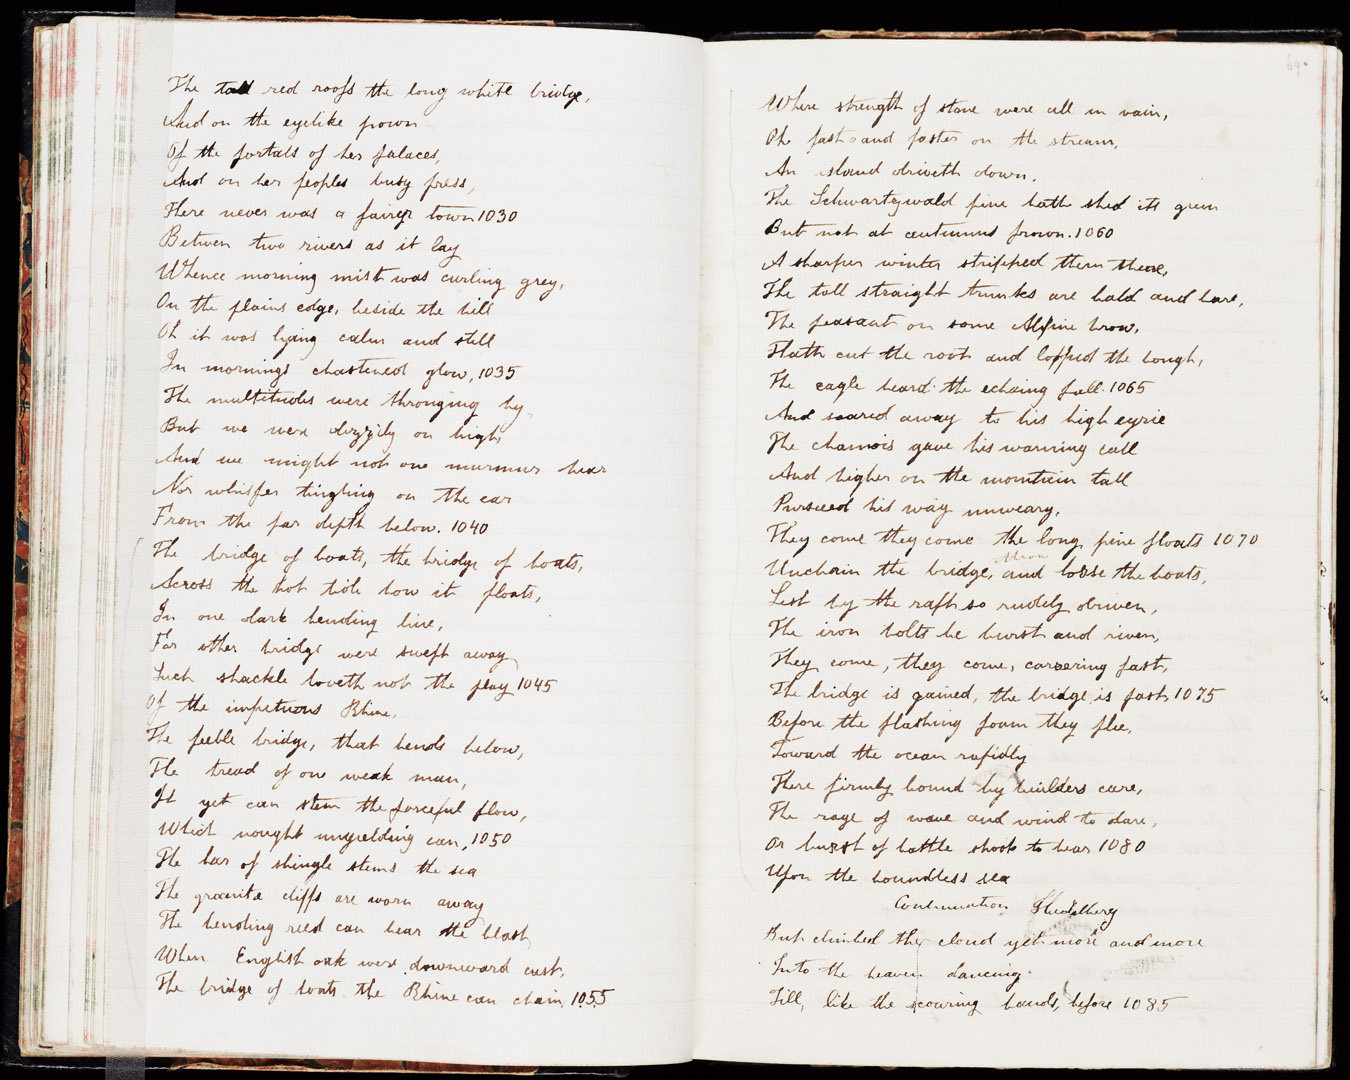 The tall red roofs the long white bridge,
And on the eyelike frown
Of the portals of her palaces,
And on her peoples busy press,
There never was a fairer town 1030
Between two rivers as it lay
Whence morning mist was curling grey,
On the plains edge, beside the hill
Oh it was lying calm and still
In mornings chastened glow, 1035
The multitudes were thronging by
But we were dizzily on high
And we might not one murmur hear
Nor whisper tingling on the ear
From the far depth below. 1040
The bridge of boats, the bridge of boats,
Across the hot tide how it floats,
In one dark bending line,
For other bridge were swept away
Such shackle loveth not the play 1045
Of the impetuous Rhine,
The feeble bridge, that bends below,
The tread of one weak man,
It yet can stem the forceful flow,
Which nought unyielding can, 1050
The bar of shingle stems the sea
The granite cliffs are worn away
The bending reed can bear the blast,
When English oak were downward cast,
The bridge of boats the Rhine can chain, 1055
69.
Where strength of stone were all in vain,
Oh fast and faster on the stream,
An island driveth down,
The Schwartzwald pine hath shed its green
But not at autumns frown. 1060
A sharper winter stripped them there,
The tall straight trunks are bald and bare,
The peasant on some Alpine brow,
Hath cut the root and lopped the bough,
The eagle heard the echoing fall 1065
And soared away to his high eyrie
The chamois gave his warning call
And higher on the mountain tall
Pursued his way unweary,
They come they come the long pine floats 1070
Unchain the bridge, and loose the boats,
Lest by the raft so rudely driven,
The iron bolts be burst and riven,
They come, they come, careering fast,
The bridge is gained, the bridge is past, 1075
Before the flashing foam they flee,
Toward the ocean rapidly
There firmly bound by builders care,
The rage of wave and wind to dare,
Or burst of battle shock to bear 1080
Upon the boundless sea
Continuation Heidelberg
But climbed the cloud yet more and more
Into the heaven dancing
Till, like the scouring bands, before 1085